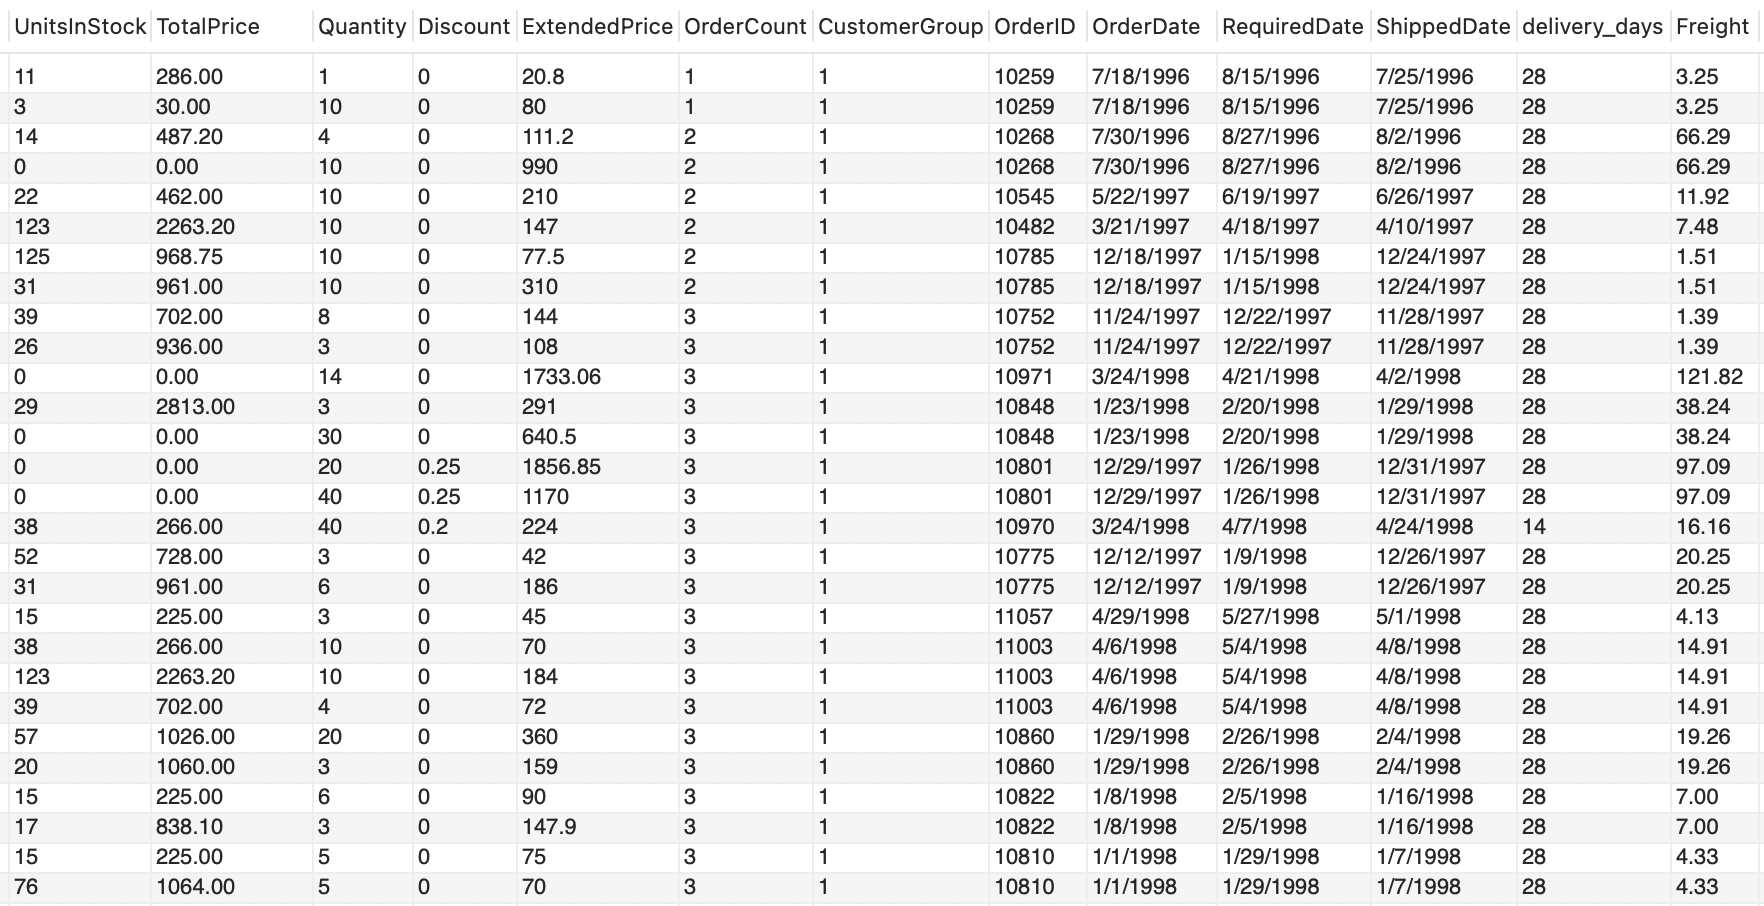 UnitsInStock TotalPrice Quantity Discount ExtendedPrice OrderCount CustomerGroup OrderID OrderDate RequiredDate ShippedDate delivery_days Freight
11 286.00 1 0 20.8 1 1 10259 7/18/1996 8/15/1996 7/25/1996 28 3.25
3 30.00 10 0 80 1 1 10259 7/18/1996 8/15/1996 7/25/1996 28 3.25
14 487.20 4 0 111.2 2 1 10268 7/30/1996 8/27/1996 8/2/1996 28 66.29
0 0.00 10 0 990 2 1 10268 7/30/1996 8/27/1996 8/2/1996 28 66.29
22 462.00 10 0 210 2 1 10545 5/22/1997 6/19/1997 6/26/1997 28 11.92
123 2263.20 10 0 147 2 1 10482 3/21/1997 4/18/1997 4/10/1997 28 7.48
125 968.75 10 0 77.5 2 1 10785 12/18/1997 1/15/1998 12/24/1997 28 1.51
31 961.00 10 0 310 2 1 10785 12/18/1997 1/15/1998 12/24/1997 28 1.51
39 702.00 8 0 144 3 1 10752 11/24/1997 12/22/1997 11/28/1997 28 1.39
26 936.00 3 0 108 3 1 10752 11/24/1997 12/22/1997 11/28/1997 28 1.39
0 0.00 14 0 1733.06 3 1 10971 3/24/1998 4/21/1998 4/2/1998 28 121.82
29 2813.00 3 0 291 3 1 10848 1/23/1998 2/20/1998 1/29/1998 28 38.24
0 0.00 30 0 640.5 3 1 10848 1/23/1998 2/20/1998 1/29/1998 28 38.24
0 0.00 20 0.25 1856.85 3 1 10801 12/29/1997 1/26/1998 12/31/1997 28 97.09
0 0.00 40 0.25 1170 3 1 10801 12/29/1997 1/26/1998 12/31/1997 28 97.09
38 266.00 40 0.2 224 3 1 10970 3/24/1998 4/7/1998 4/24/1998 14 16.16
52 728.00 3 0 42 3 1 10775 12/12/1997 1/9/1998 12/26/1997 28 20.25
31 961.00 6 0 186 3 1 10775 12/12/1997 1/9/1998 12/26/1997 28 20.25
15 225.00 3 0 45 3 1 11057 4/29/1998 5/27/1998 5/1/1998 28 4.13
38 266.00 10 0 70 3 1 11003 4/6/1998 5/4/1998 4/8/1998 28 14.91
123 2263.20 10 0 184 3 1 11003 4/6/1998 5/4/1998 4/8/1998 28 14.91
39 702.00 4 0 72 3 1 11003 4/6/1998 5/4/1998 4/8/1998 28 14.91
57 1026.00 20 0 360 3 1 10860 1/29/1998 2/26/1998 2/4/1998 28 19.26
20 1060.00 3 0 159 3 1 10860 1/29/1998 2/26/1998 2/4/1998 28 19.26
15 225.00 6 0 90 3 1 10822 1/8/1998 2/5/1998 1/16/1998 28 7.00
17 838.10 3 0 147.9 3 1 10822 1/8/1998 2/5/1998 1/16/1998 28 7.00
15 225.00 5 0 75 3 1 10810 1/1/1998 1/29/1998 1/7/1998 28 4.33
76 1064.00 5 0 70 3 1 10810 1/1/1998 1/29/1998 1/7/1998 28 4.33